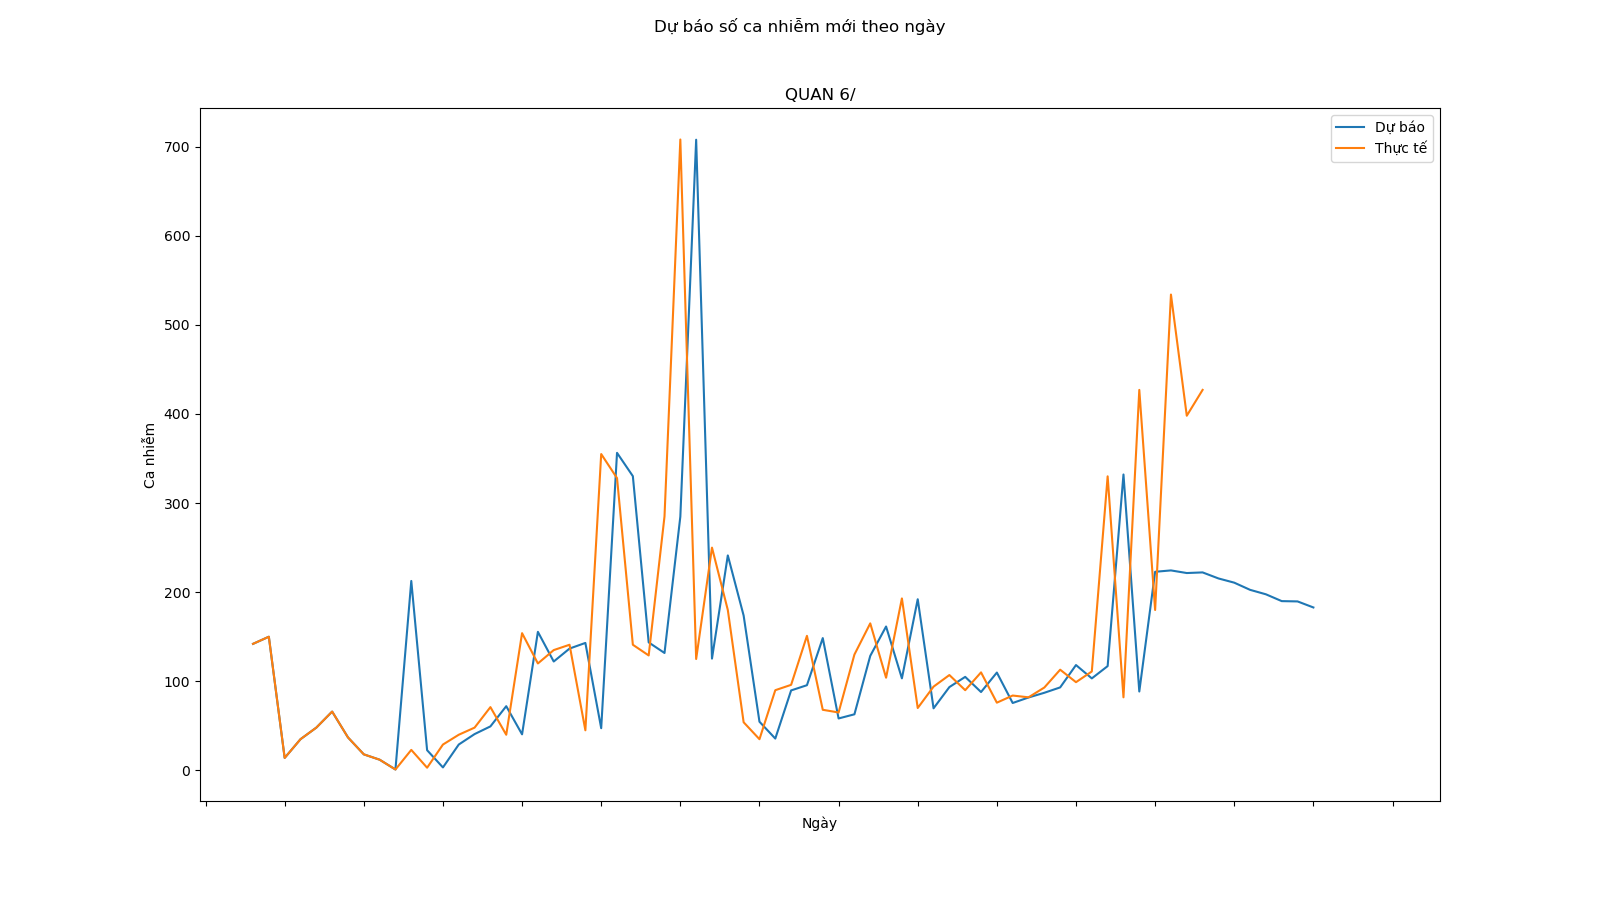 Dự báo số ca nhiễm mới theo ngày
QUAN 6/
Dự báo
Thực tế
700
600
500
400
300
200
100
0
Ca nhiễm
Ngày